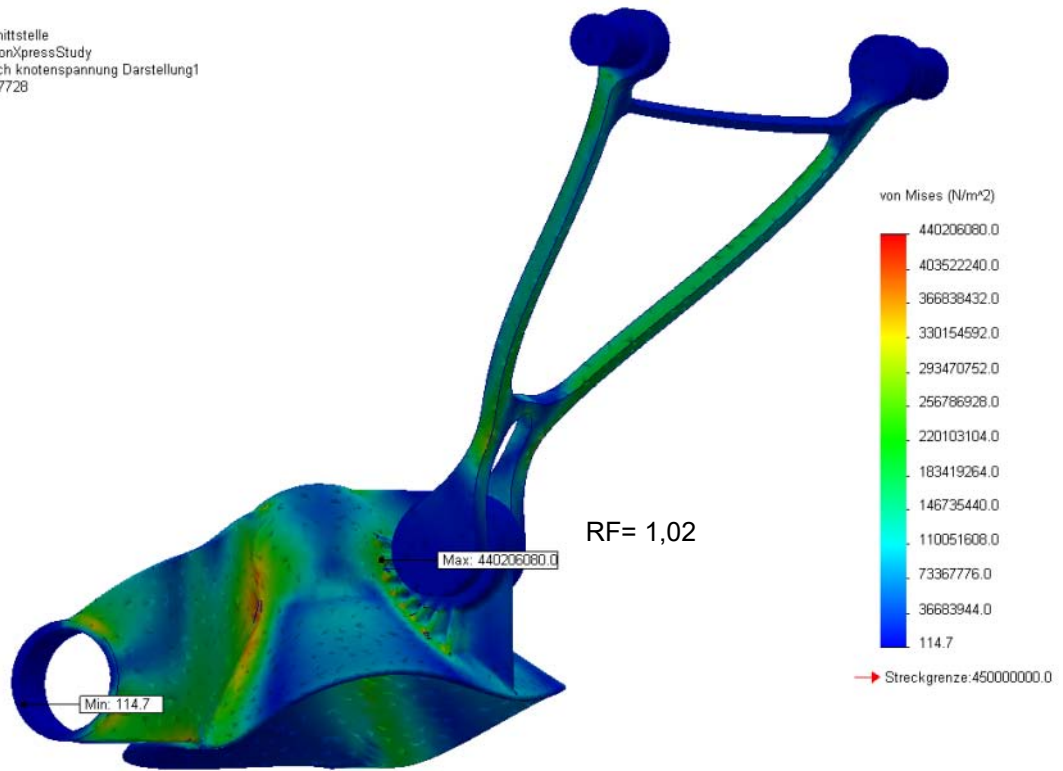 ittstelle
onXpressStudy
ch knotenspannung Darstellung1
7728
von Mises (N/m^2)
440206080.0
403522240.0
366838432.0
330154592.0
293470752.0
256786928.0
220103104.0
183419264.0
146735440.0
110051608.0
73367776.0
36683944.0
114.7
Streckgrenze:450000000.0
RF= 1,02
Max: 440206080.0
Min: 114.7